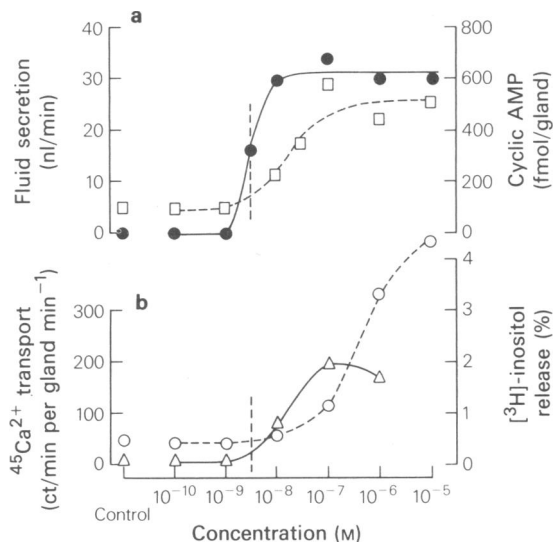 a
40
30
20
10
0
Fluid secretion
(nl/min)
800
600
400
200
0
Cyclic AMP
(fmol/gland)
b
300
200
100
0
⁴⁵Ca²⁺ transport
(ct/min per gland min⁻¹)
4
3
2
1
0
[³H]-inositol
release (%)
Control
10⁻¹⁰
10⁻⁹
10⁻⁸
10⁻⁷
10⁻⁶
10⁻⁵
Concentration (M)